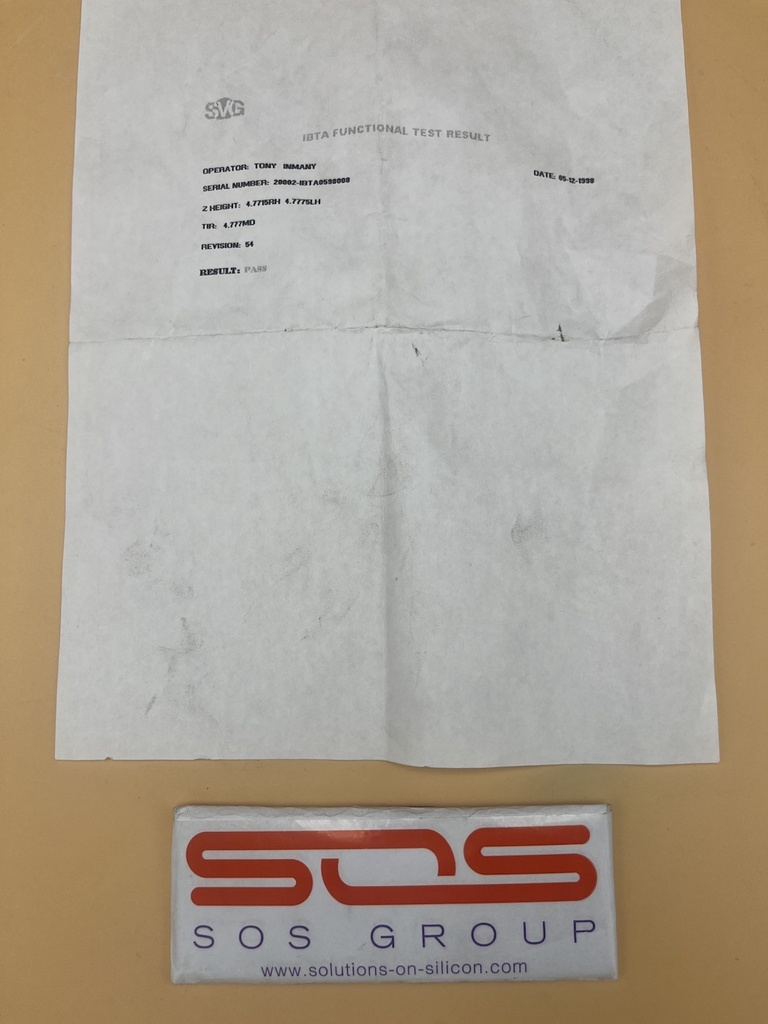 SVG
IBTA FUNCTIONAL TEST RESULT
OPERATOR: TONY INMANY
DATE: 05-12-1998
SERIAL NUMBER: 20002-IBTA0598008
Z HEIGHT: 4.7715RH 4.7775LH
TIR: 4.777MD
REVISION: 54
RESULT: PASS
SOS
SOS GROUP
www.solutions-on-silicon.com